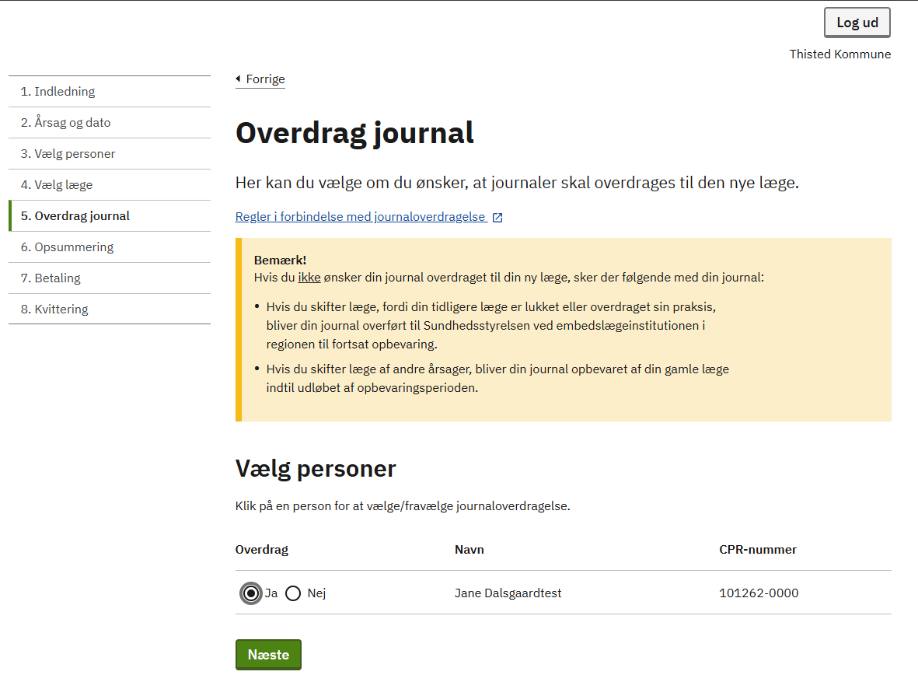 Log ud
Thisted Kommune
1. Indledning
2. Årsag og dato
3. Vælg personer
4. Vælg læge
5. Overdrag journal
6. Opsummering
7. Betaling
8. Kvittering
Forrige
Overdrag journal
Her kan du vælge om du ønsker, at journaler skal overdrages til den nye læge.
Regler i forbindelse med journaloverdragelse
Bemærk!
Hvis du ikke ønsker din journal overdraget til din ny læge, sker der følgende med din journal:
• Hvis du skifter læge, fordi din tidligere læge er lukket eller overdraget sin praksis,
bliver din journal overført til Sundhedsstyrelsen ved embedslægeinstitutionen i
regionen til fortsat opbevaring.
• Hvis du skifter læge af andre årsager, bliver din journal opbevaret af din gamle læge
indtil udløbet af opbevaringsperioden.
Vælg personer
Klik på en person for at vælge/fravælge journaloverdragelse.
Overdrag Navn CPR-nummer
Ja Nej Jane Dalsgaardtest 101262-0000
Næste